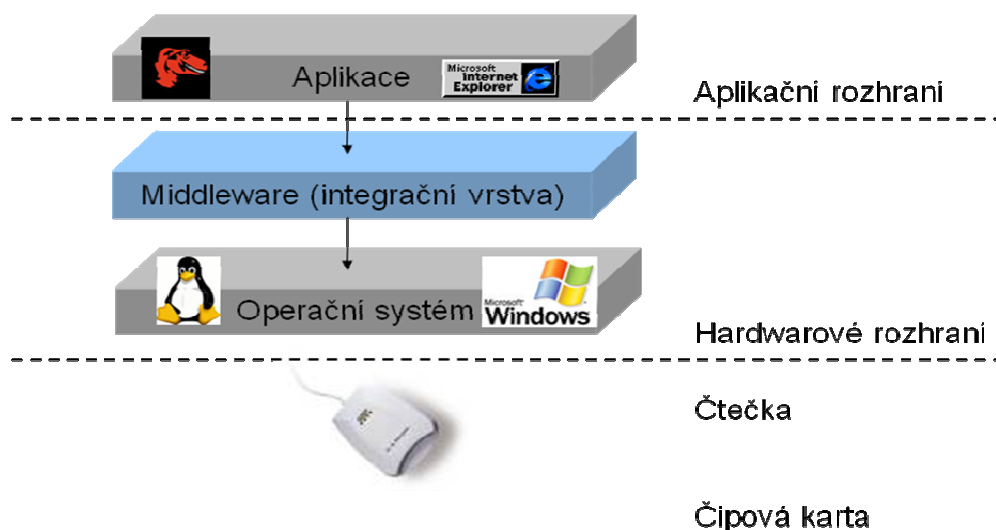 Aplikace
Microsoft
Internet
Explorer
Aplikační rozhraní
Middleware (integrační vrstva)
Operační systém
Microsoft
Windows
Hardwarové rozhraní
Čtečka
Čipová karta